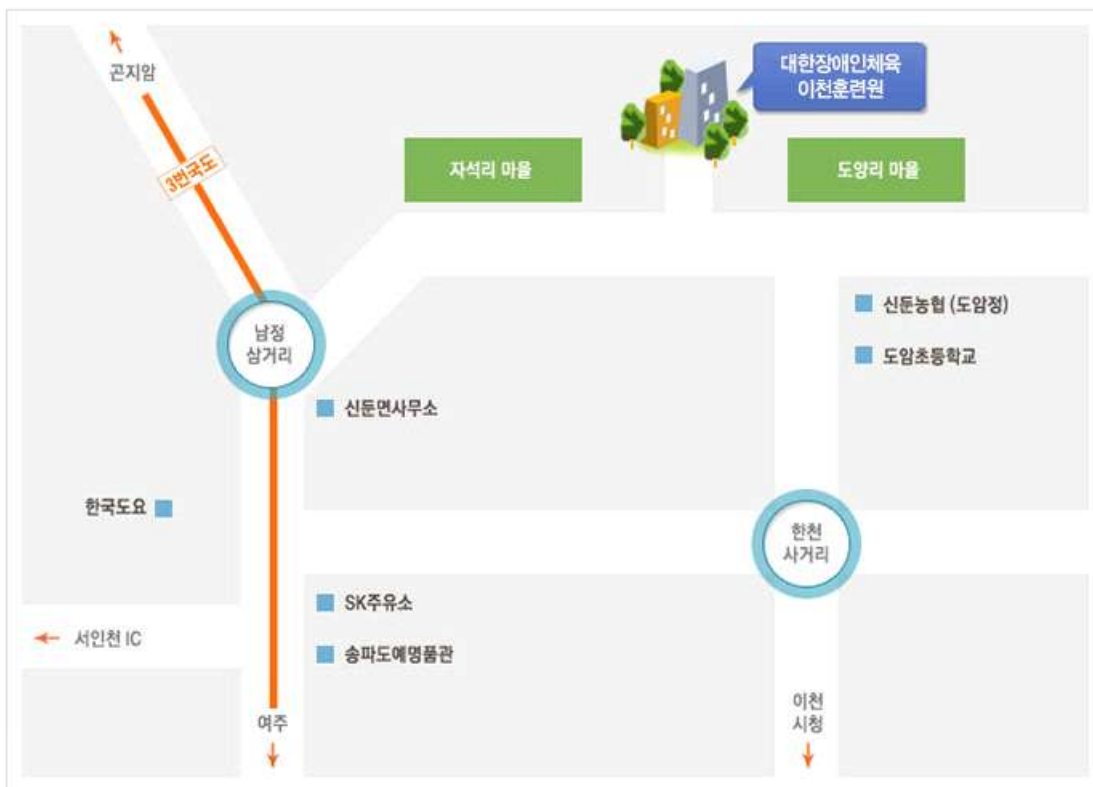 곤지암
3번국도
대한장애인체육
이천훈련원
자석리 마을
도양리 마을
남정
삼거리
신둔농협 (도암정)
도암초등학교
신둔면사무소
한국도요
한천
사거리
SK주유소
서인천 IC
송파도예명품관
여주
이천
시청